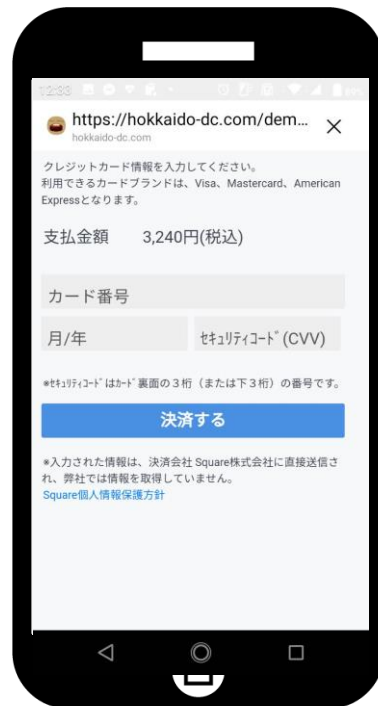 12:33
https://hokkaido-dc.com/dem...
hokkaido-dc.com
クレジットカード情報を入力してください。
利用できるカードブランドは、Visa、Mastercard、American
Expressとなります。
支払金額 3,240円(税込)
カード番号
月/年 ｾｷｭﾘﾃｨｺｰﾄﾞ(CVV)
*ｾｷｭﾘﾃｨｺｰﾄﾞはｶｰﾄﾞ裏面の３桁（または下３桁）の番号です。
決済する
*入力された情報は、決済会社 Square株式会社に直接送信さ
れ、弊社では情報を取得していません。
Square個人情報保護方針